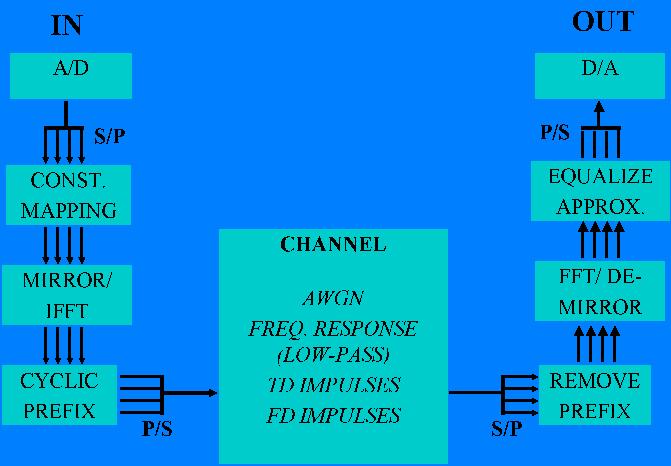 IN
A/D
S/P
CONST.
MAPPING
MIRROR/
IFFT
CYCLIC
PREFIX
P/S
CHANNEL
AWGN
FREQ. RESPONSE
(LOW-PASS)
TD IMPULSES
FD IMPULSES
S/P
REMOVE
PREFIX
FFT/ DE-
MIRROR
EQUALIZE
APPROX.
P/S
D/A
OUT